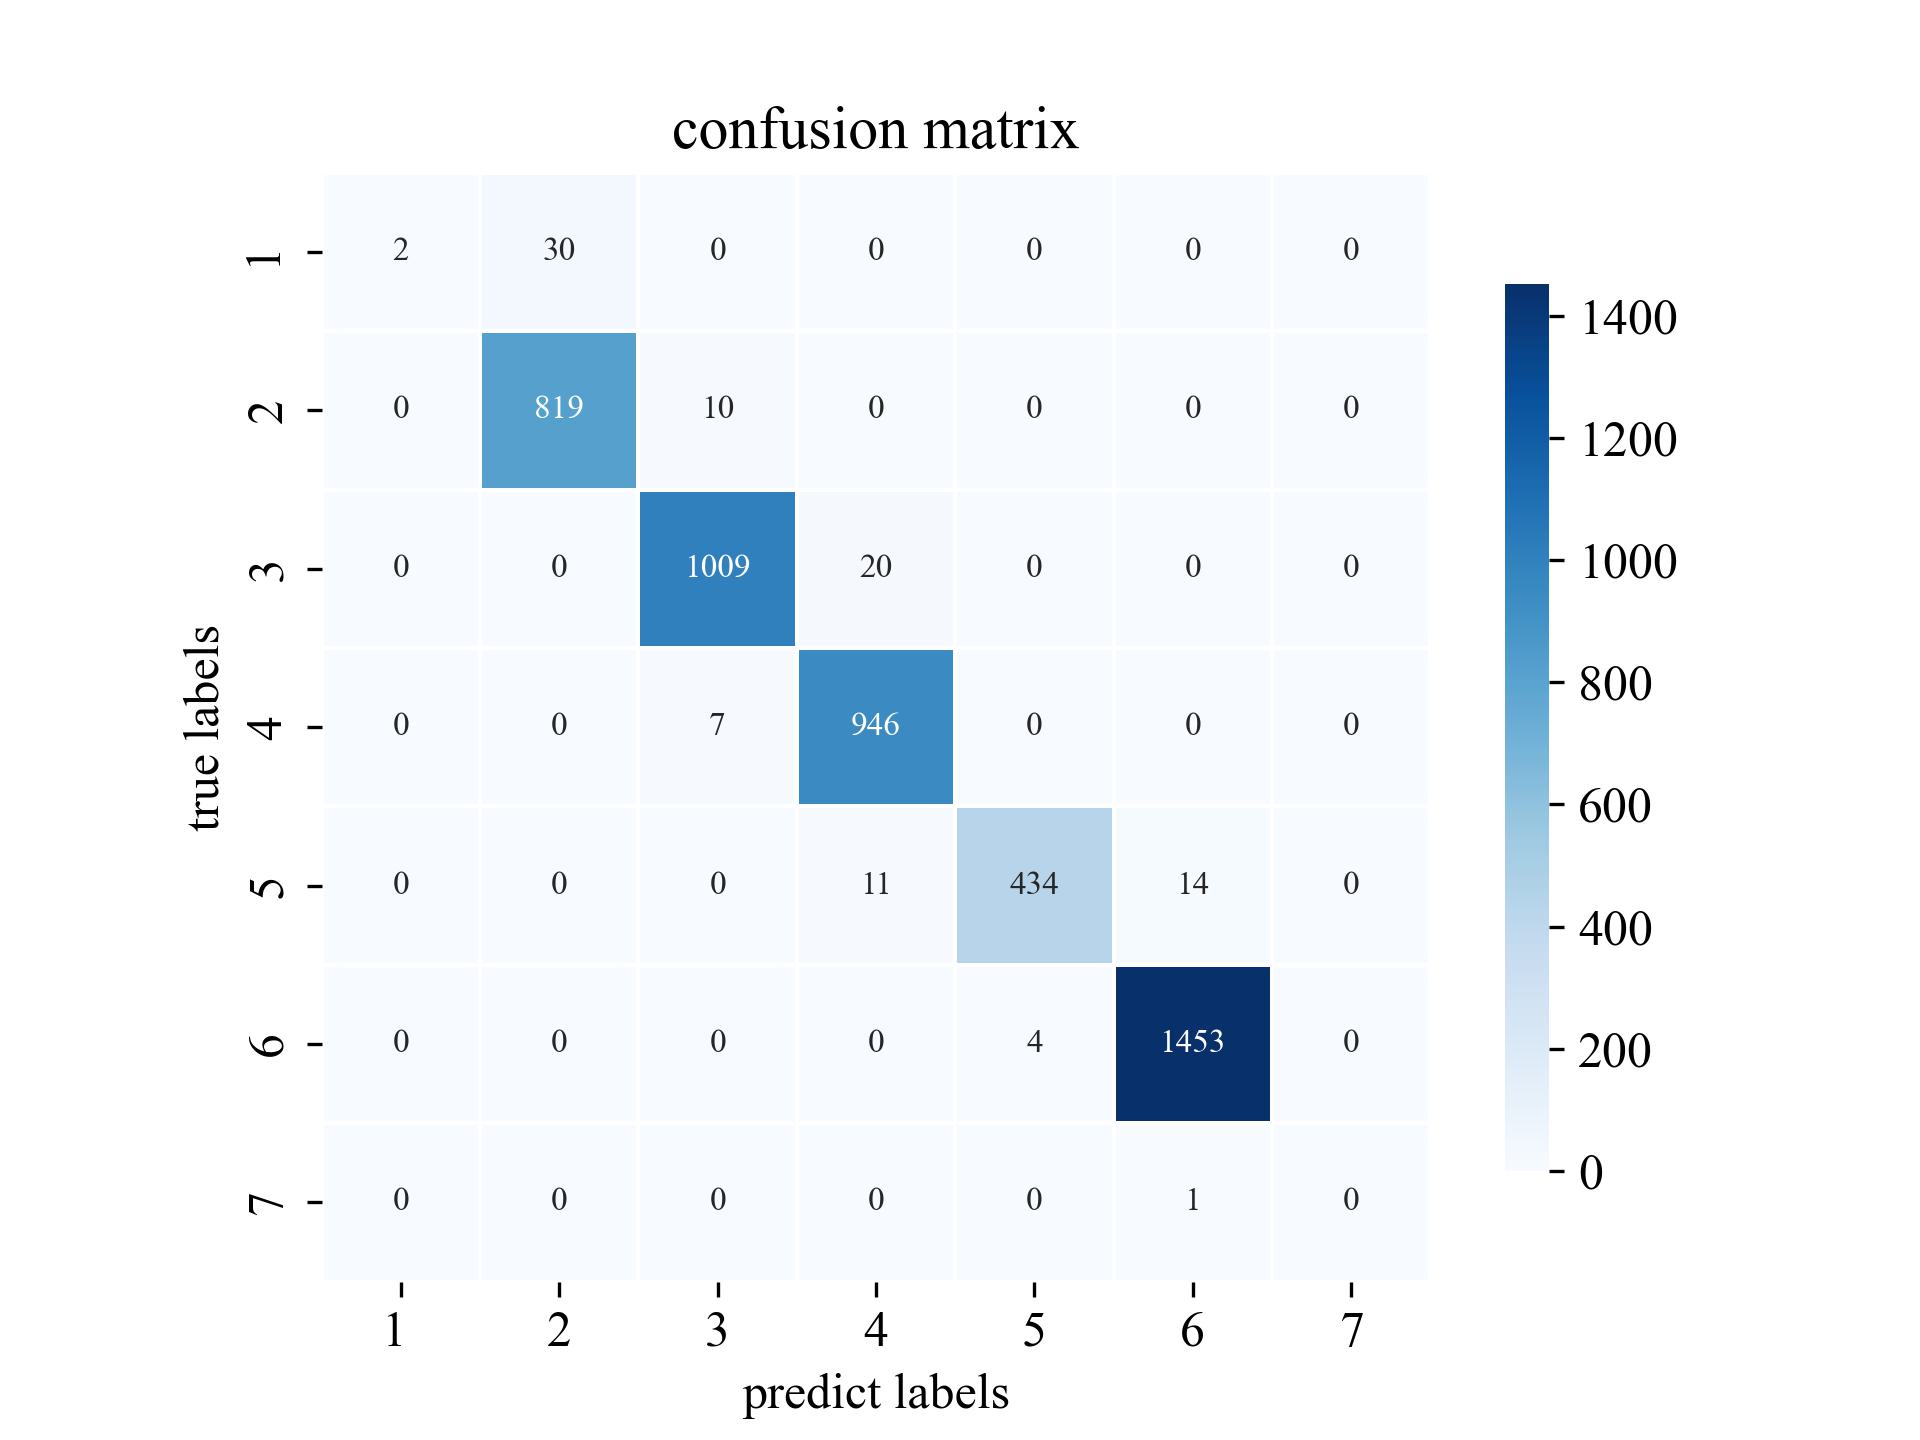 confusion matrix
1 2 30 0 0 0 0 0
2 0 819 10 0 0 0 0
3 0 0 1009 20 0 0 0
4 0 0 7 946 0 0 0
5 0 0 0 11 434 14 0
6 0 0 0 0 4 1453 0
7 0 0 0 0 0 1 0
1 2 3 4 5 6 7
predict labels
true labels
1400
1200
1000
800
600
400
200
0